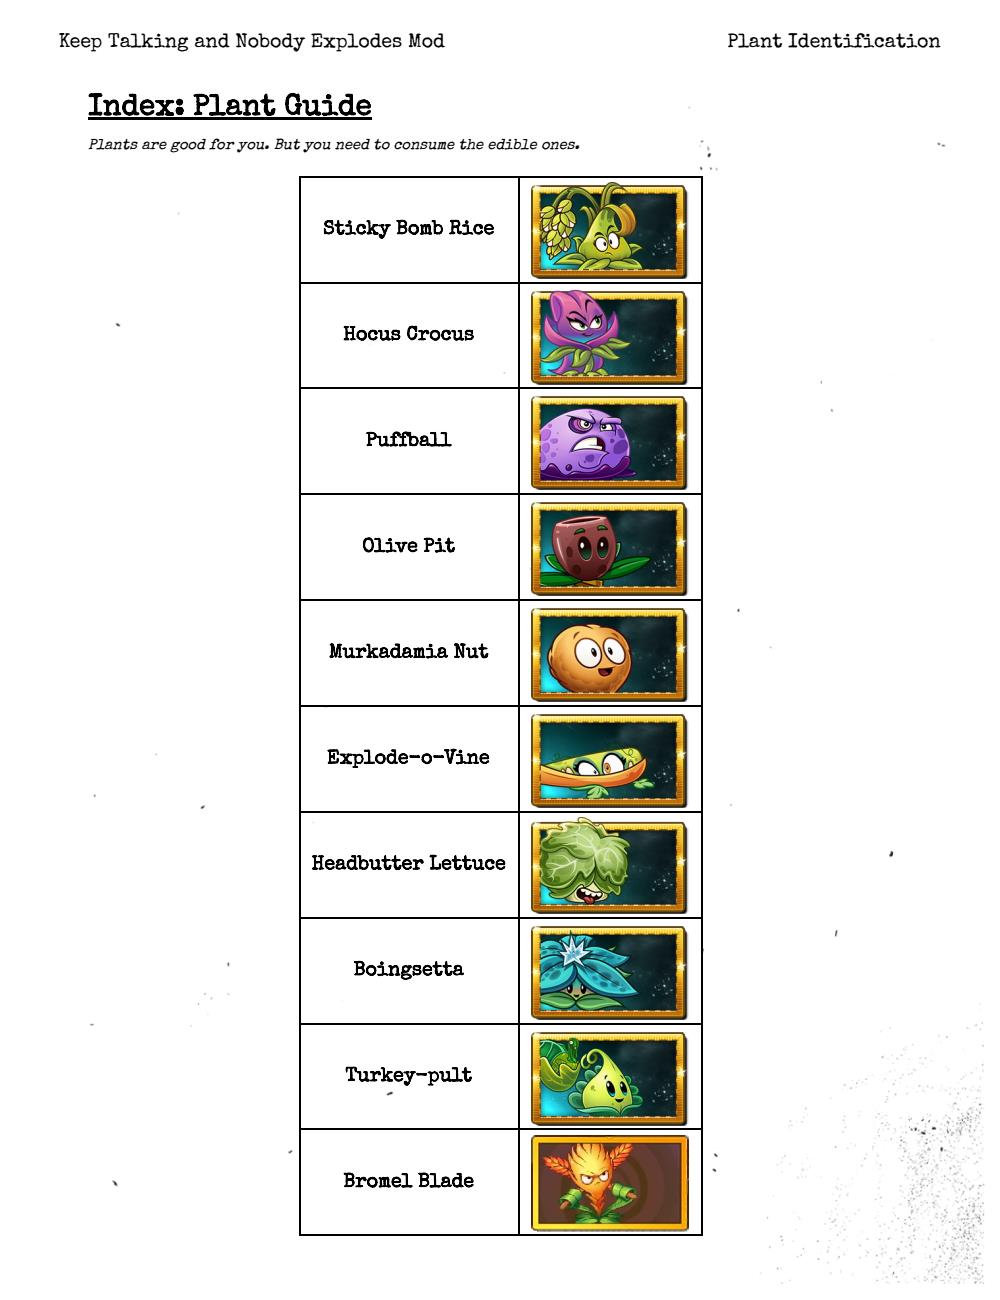 Keep Talking and Nobody Explodes Mod
Plant Identification
Index: Plant Guide
Plants are good for you. But you need to consume the edible ones.
Sticky Bomb Rice
Hocus Crocus
Puffball
Olive Pit
Murkadamia Nut
Explode-o-Vine
Headbutter Lettuce
Boingsetta
Turkey-pult
Bromel Blade